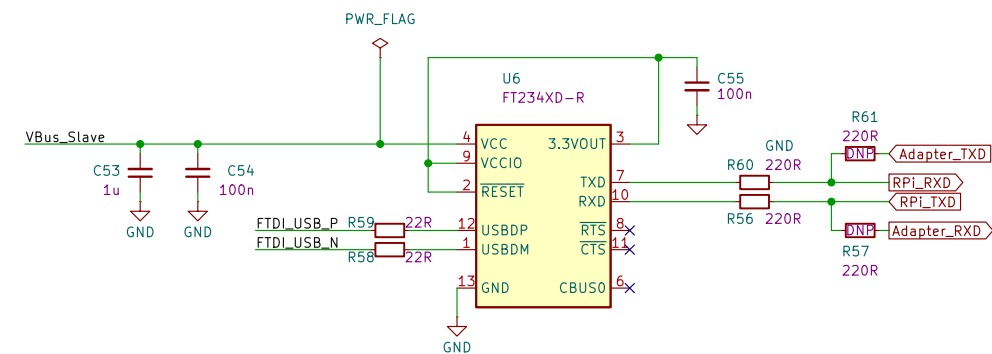 PWR_FLAG
U6
FT234XD-R
C55
100n
VBus_Slave
C53
1u
C54
100n
GND
GND
4 VCC
9 VCCIO
2 RESET
12 USBDP
1 USBDM
13 GND
3.3VOUT 3
TXD 7
RXD 10
RTS 8
CTS 11
CBUS0 6
FTDI_USB_P
R59 22R
FTDI_USB_N
R58 22R
GND
GND
R60 220R
R56 220R
R61
220R
DNP
Adapter_TXD
RPi_RXD
RPi_TXD
DNP
Adapter_RXD
R57
220R